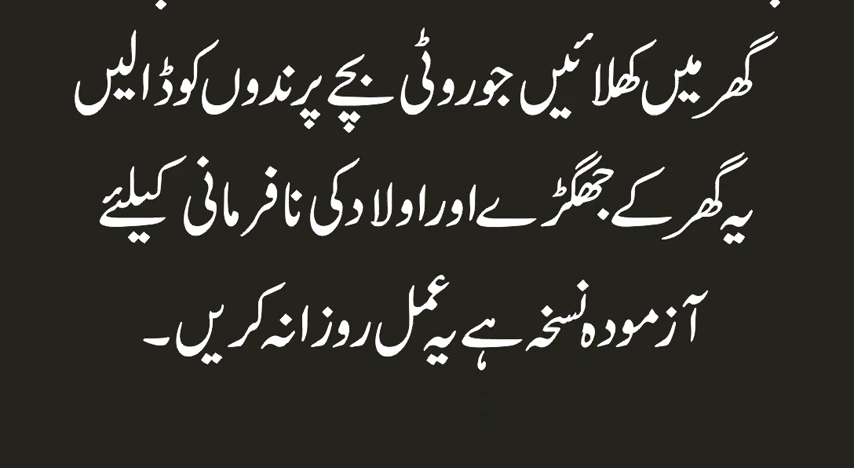 گھر میں کھلائیں جو روٹی بچے پرندوں کو ڈالیں
یہ گھر کے جھگڑے اور اولاد کی نافرمانی کیلئے
آزمودہ نسخہ ہے یہ عمل روزانہ کریں۔